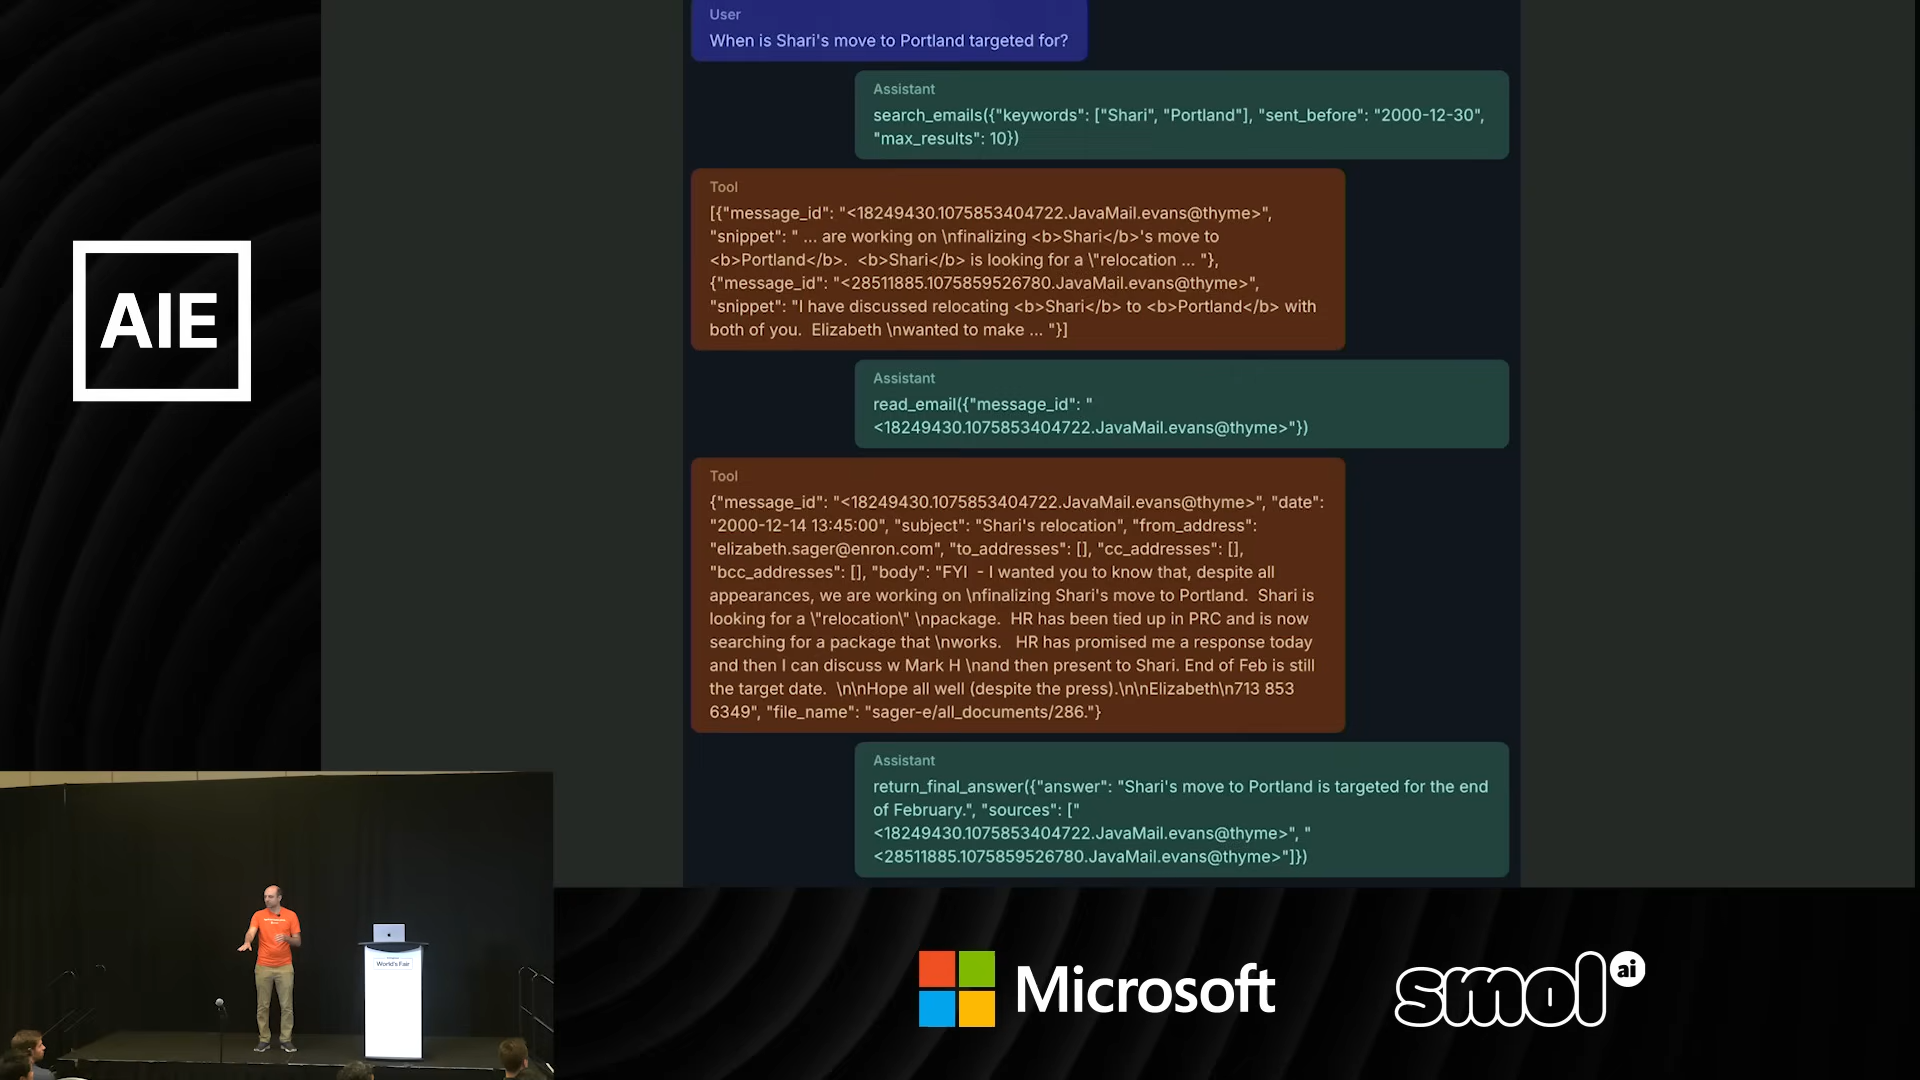 User
When is Shari's move to Portland targeted for?
Assistant
search_emails({"keywords": ["Shari", "Portland"], "sent_before": "2000-12-30",
"max_results": 10})
Tool
[{"message_id": "<18249430.1075853404722.JavaMail.evans@thyme>",
"snippet": " ... are working on \nfinalizing <b>Shari</b>'s move to
<b>Portland</b>.  <b>Shari</b> is looking for a \"relocation ... "},
{"message_id": "<28511885.1075859526780.JavaMail.evans@thyme>",
"snippet": "I have discussed relocating <b>Shari</b> to <b>Portland</b> with
both of you.  Elizabeth \nwanted to make ... "}]
Assistant
read_email({"message_id": "
<18249430.1075853404722.JavaMail.evans@thyme>"})
Tool
{"message_id": "<18249430.1075853404722.JavaMail.evans@thyme>", "date":
"2000-12-14 13:45:00", "subject": "Shari's relocation", "from_address":
"elizabeth.sager@enron.com", "to_addresses": [], "cc_addresses": [],
"bcc_addresses": [], "body": "FYI  - I wanted you to know that, despite all
appearances, we are working on \nfinalizing Shari's move to Portland.  Shari is
looking for a \"relocation\" \npackage.  HR has been tied up in PRC and is now
searching for a package that \nworks.   HR has promised me a response today
and then I can discuss w Mark H \nand then present to Shari. End of Feb is still
the target date.  \n\nHope all well (despite the press).\n\nElizabeth\n713 853
6349", "file_name": "sager-e/all_documents/286."}
Assistant
return_final_answer({"answer": "Shari's move to Portland is targeted for the end
of February.", "sources": ["
<18249430.1075853404722.JavaMail.evans@thyme>", "
<28511885.1075859526780.JavaMail.evans@thyme>"]})
AIE
World's Fair
Microsoft
smol ai